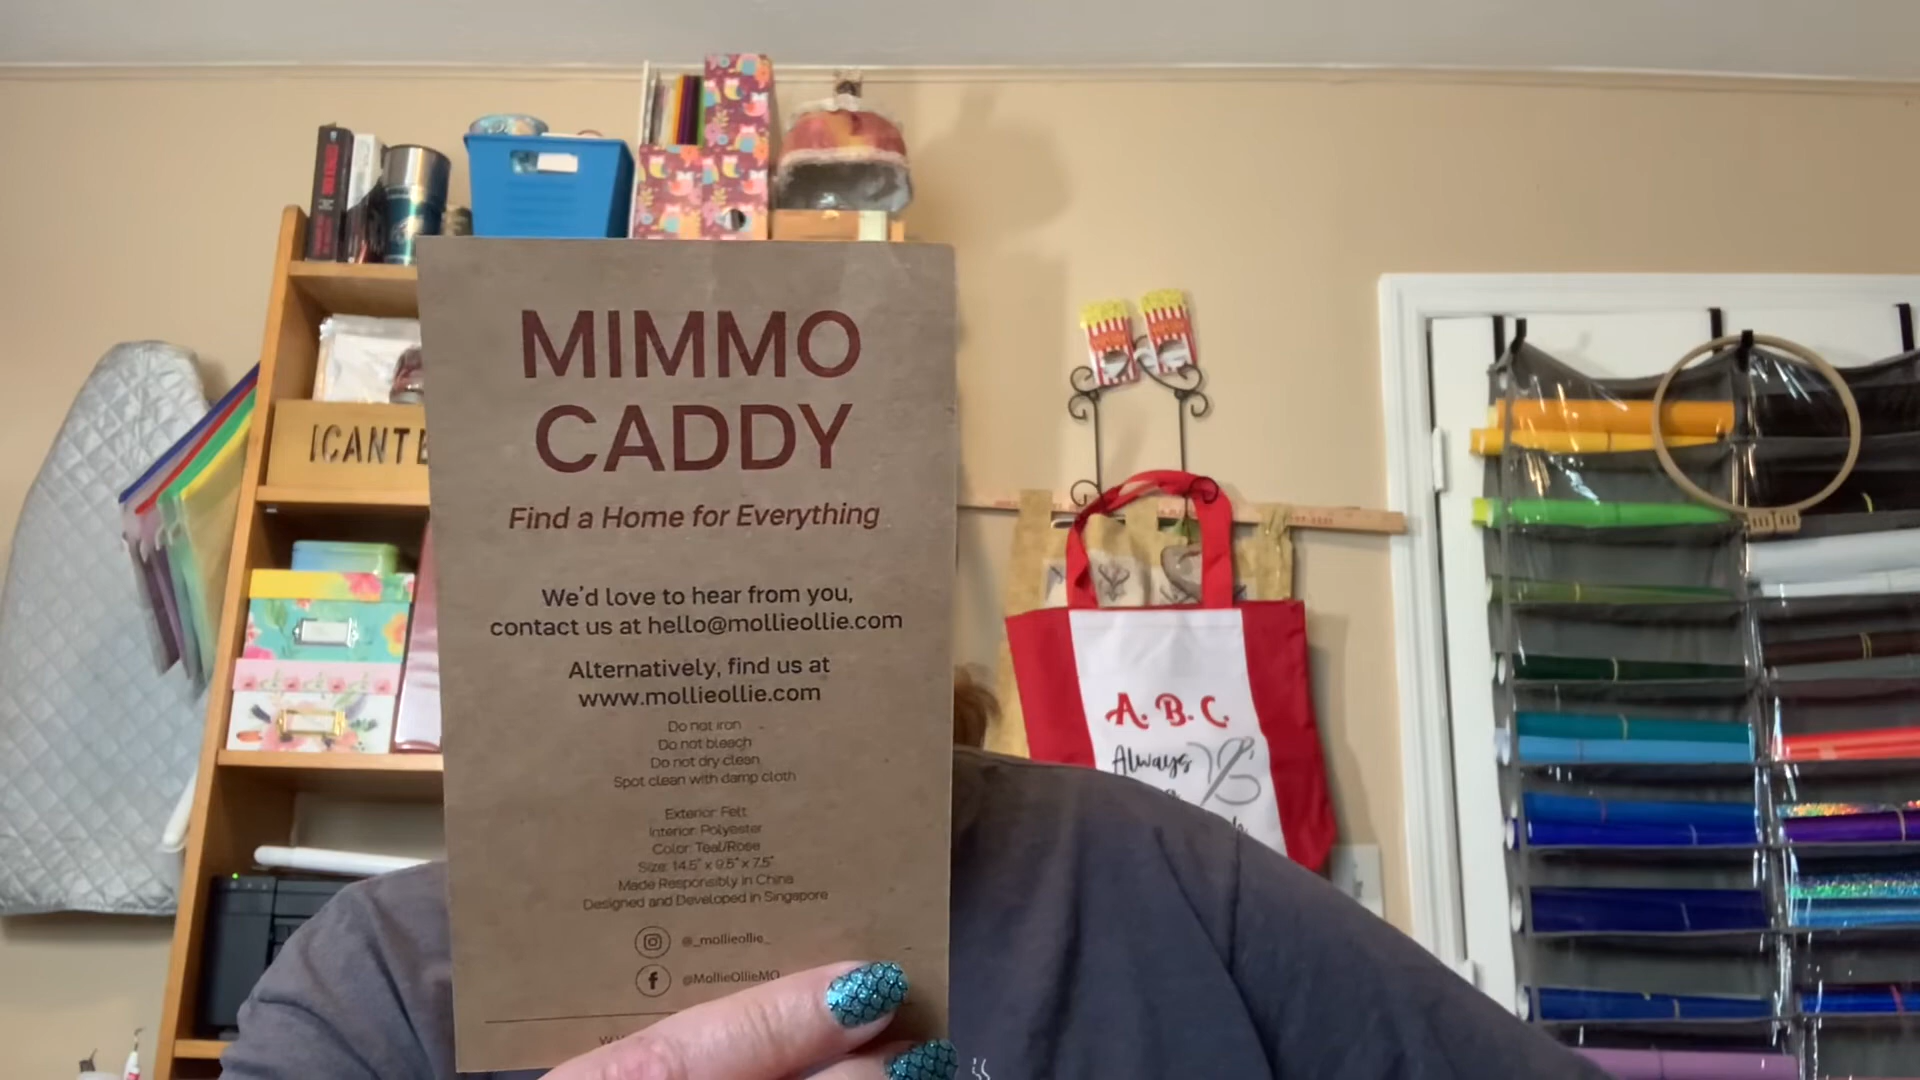 MIMMO
CADDY
Find a Home for Everything
We'd love to hear from you,
contact us at hello@mollieollie.com
Alternatively, find us at
www.mollieollie.com
Do not iron
Do not bleach
Do not dry clean
Spot clean with damp cloth
Exterior: Felt
Interior: Polyester
Color: Teal/Rose
Size: 14.5" x 9.5" x 7.5"
Made Responsibly in China
Designed and Developed in Singapore
@_mollieollie_
@MollieOllieMO
A. B. C.
Always